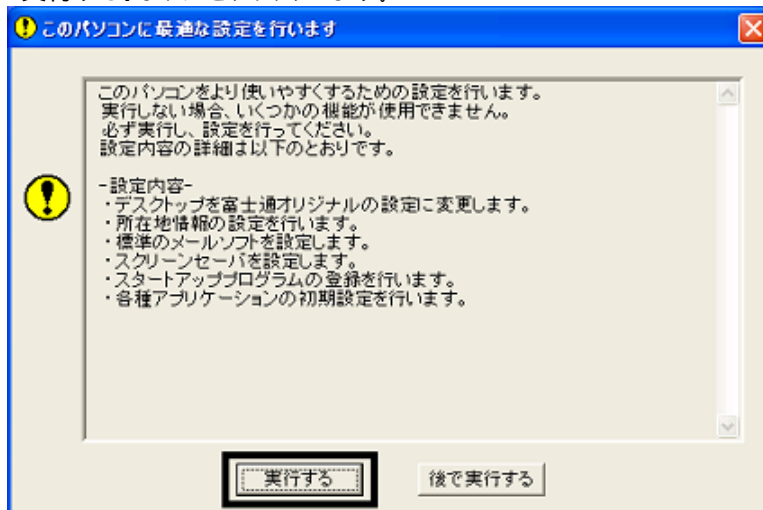 このパソコンに最適な設定を行います
このパソコンをより使いやすくするための設定を行います。
実行しない場合、いくつかの機能が使用できません。
必ず実行し、設定を行ってください。
設定内容の詳細は以下のとおりです。
-設定内容-
・デスクトップを富士通オリジナルの設定に変更します。
・所在地情報の設定を行います。
・標準のメールソフトを設定します。
・スクリーンセーバを設定します。
・スタートアッププログラムの登録を行います。
・各種アプリケーションの初期設定を行います。
実行する
後で実行する